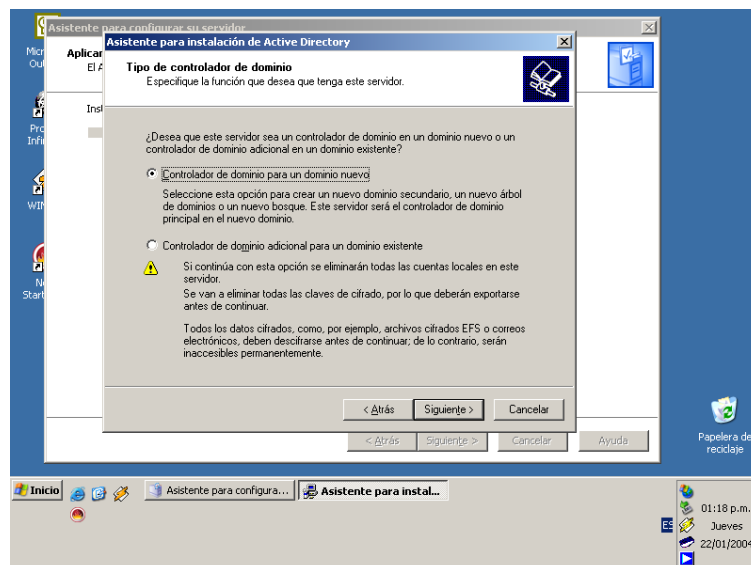 Asistente para configurar su servidor
Asistente para instalación de Active Directory
Tipo de controlador de dominio
Especifique la función que desea que tenga este servidor.
¿Desea que este servidor sea un controlador de dominio en un dominio nuevo o un
controlador de dominio adicional en un dominio existente?
Controlador de dominio para un dominio nuevo
Seleccione esta opción para crear un nuevo dominio secundario, un nuevo árbol
de dominios o un nuevo bosque. Este servidor será el controlador de dominio
principal en el nuevo dominio.
Controlador de dominio adicional para un dominio existente
Si continúa con esta opción se eliminarán todas las cuentas locales en este
servidor.
Se van a eliminar todas las claves de cifrado, por lo que deberán exportarse
antes de continuar.
Todos los datos cifrados, como, por ejemplo, archivos cifrados EFS o correos
electrónicos, deben descifrarse antes de continuar; de lo contrario, serán
inaccesibles permanentemente.
< Atrás Siguiente > Cancelar
< Atrás Siguiente > Cancelar Ayuda
Papelera de
reciclaje
Inicio Asistente para configura... Asistente para instal...
01:18 p.m.
ES Jueves
22/01/2004